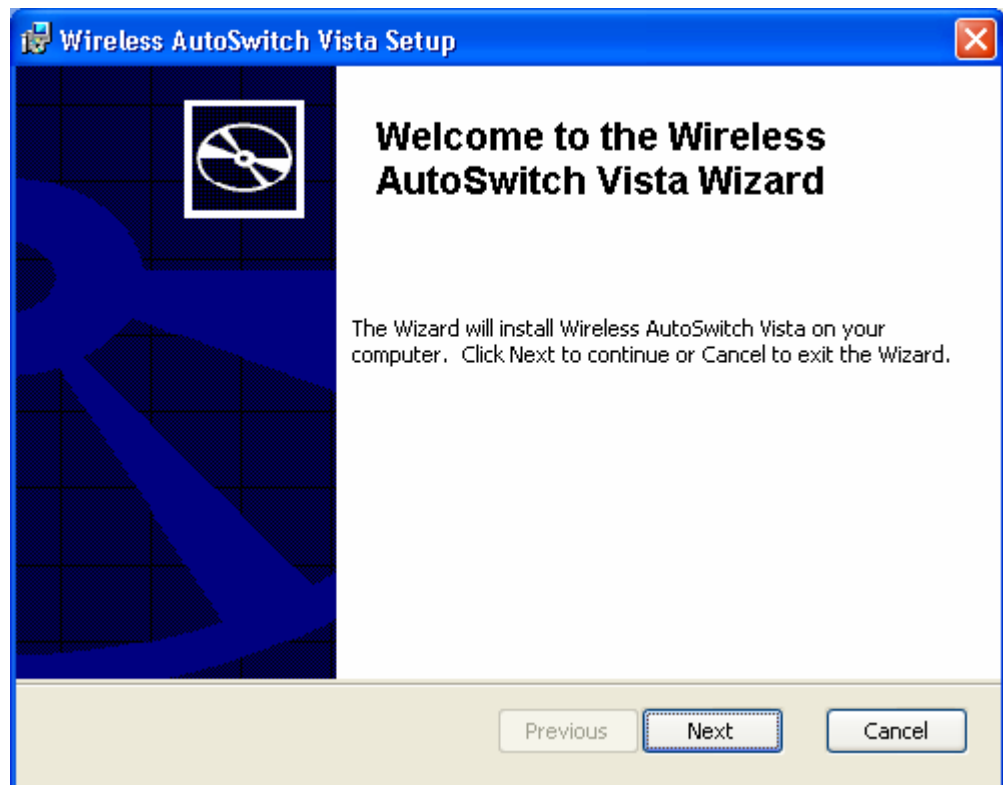 Wireless AutoSwitch Vista Setup
Welcome to the Wireless
AutoSwitch Vista Wizard
The Wizard will install Wireless AutoSwitch Vista on your
computer.  Click Next to continue or Cancel to exit the Wizard.
Previous
Next
Cancel